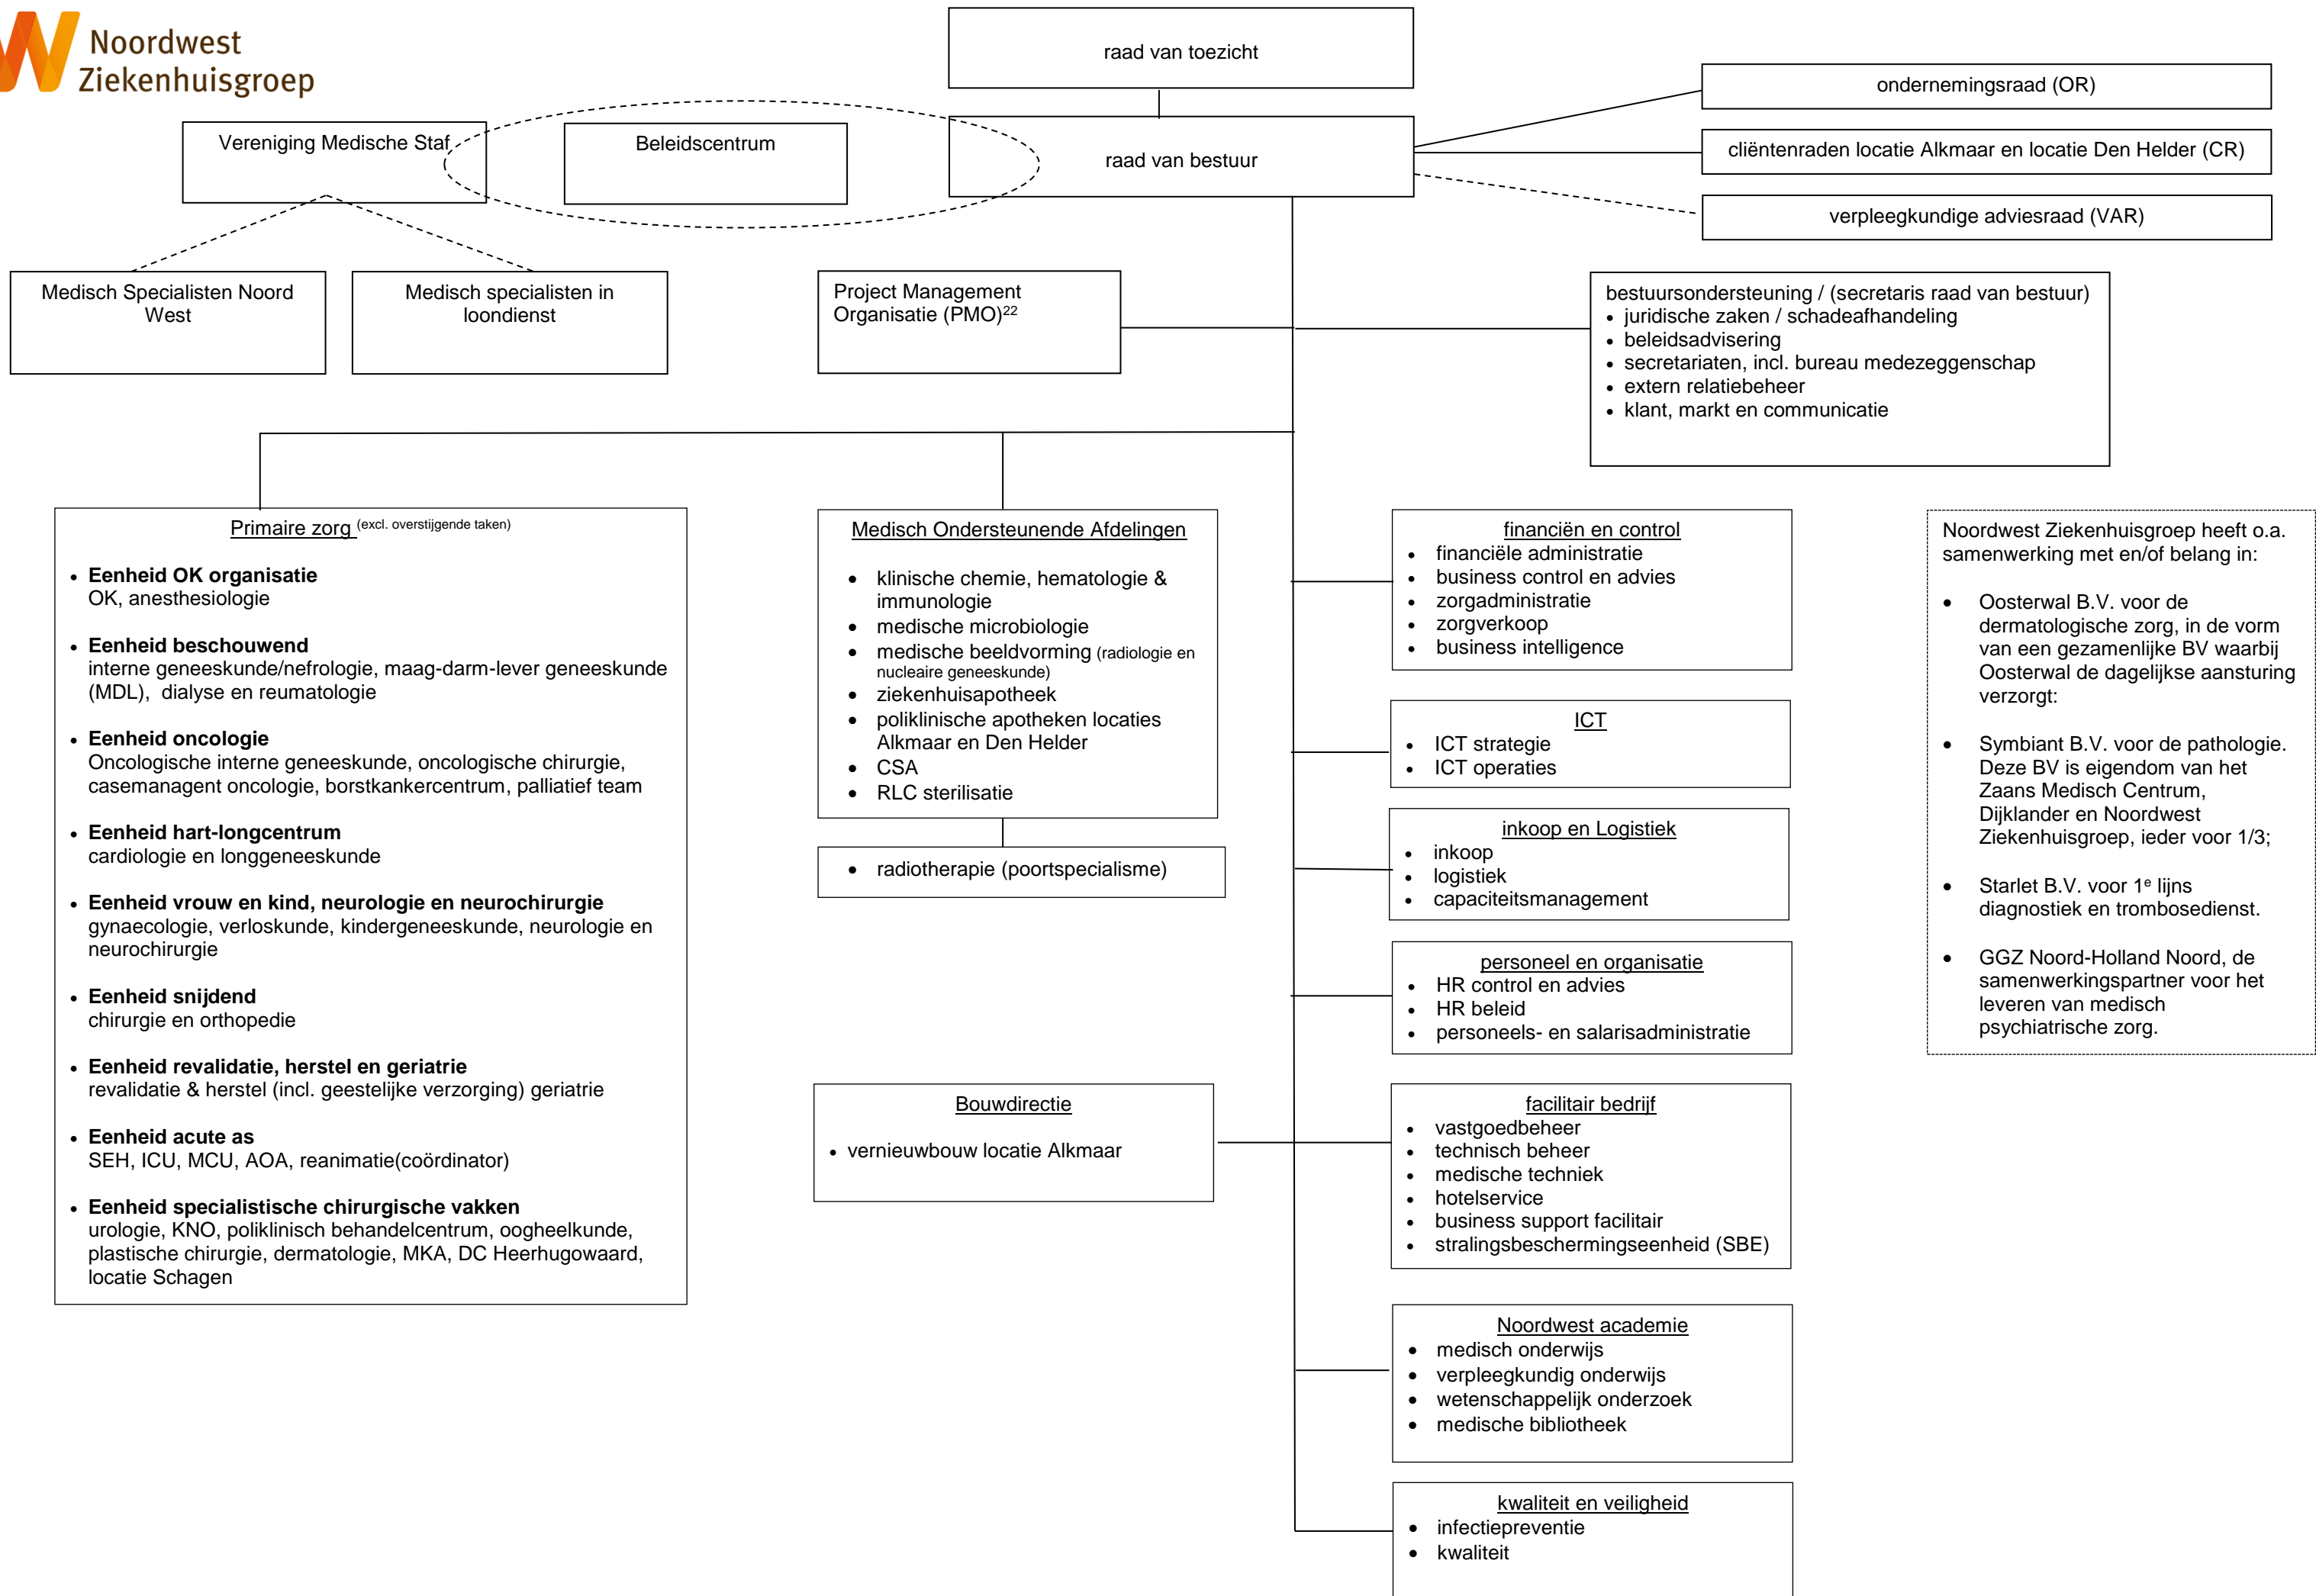 Noordwest
Ziekenhuisgroep
raad van toezicht
ondernemingsraad (OR)
Vereniging Medische Staf
Beleidscentrum
raad van bestuur
cliëntenraden locatie Alkmaar en locatie Den Helder (CR)
verpleegkundige adviesraad (VAR)
Medisch Specialisten Noord
West
Medisch specialisten in
loondienst
Project Management
Organisatie (PMO)22
bestuursondersteuning / (secretaris raad van bestuur)
• juridische zaken / schadeafhandeling
• beleidsadvisering
• secretariaten, incl. bureau medezeggenschap
• extern relatiebeheer
• klant, markt en communicatie
Primaire zorg (excl. overstijgende taken)
• Eenheid OK organisatie
OK, anesthesiologie
• Eenheid beschouwend
interne geneeskunde/nefrologie, maag-darm-lever geneeskunde
(MDL), dialyse en reumatologie
• Eenheid oncologie
Oncologische interne geneeskunde, oncologische chirurgie,
casemanagent oncologie, borstkankercentrum, palliatief team
• Eenheid hart-longcentrum
cardiologie en longgeneeskunde
• Eenheid vrouw en kind, neurologie en neurochirurgie
gynaecologie, verloskunde, kindergeneeskunde, neurologie en
neurochirurgie
• Eenheid snijdend
chirurgie en orthopedie
• Eenheid revalidatie, herstel en geriatrie
revalidatie & herstel (incl. geestelijke verzorging) geriatrie
• Eenheid acute as
SEH, ICU, MCU, AOA, reanimatie(coördinator)
• Eenheid specialistische chirurgische vakken
urologie, KNO, poliklinisch behandelcentrum, oogheelkunde,
plastische chirurgie, dermatologie, MKA, DC Heerhugowaard,
locatie Schagen
Medisch Ondersteunende Afdelingen
• klinische chemie, hematologie &
immunologie
• medische microbiologie
• medische beeldvorming (radiologie en
nucleaire geneeskunde)
• ziekenhuisapotheek
• poliklinische apotheken locaties
Alkmaar en Den Helder
• CSA
• RLC sterilisatie
• radiotherapie (poortspecialisme)
Bouwdirectie
• vernieuwbouw locatie Alkmaar
financiën en control
• financiële administratie
• business control en advies
• zorgadministratie
• zorgverkoop
• business intelligence
ICT
• ICT strategie
• ICT operaties
inkoop en Logistiek
• inkoop
• logistiek
• capaciteitsmanagement
personeel en organisatie
• HR control en advies
• HR beleid
• personeels- en salarisadministratie
facilitair bedrijf
• vastgoedbeheer
• technisch beheer
• medische techniek
• hotelservice
• business support facilitair
• stralingsbeschermingseenheid (SBE)
Noordwest academie
• medisch onderwijs
• verpleegkundig onderwijs
• wetenschappelijk onderzoek
• medische bibliotheek
kwaliteit en veiligheid
• infectiepreventie
• kwaliteit
Noordwest Ziekenhuisgroep heeft o.a.
samenwerking met en/of belang in:
• Oosterwal B.V. voor de
dermatologische zorg, in de vorm
van een gezamenlijke BV waarbij
Oosterwal de dagelijkse aansturing
verzorgt:
• Symbiant B.V. voor de pathologie.
Deze BV is eigendom van het
Zaans Medisch Centrum,
Dijklander en Noordwest
Ziekenhuisgroep, ieder voor 1/3;
• Starlet B.V. voor 1e lijns
diagnostiek en trombosedienst.
• GGZ Noord-Holland Noord, de
samenwerkingspartner voor het
leveren van medisch
psychiatrische zorg.